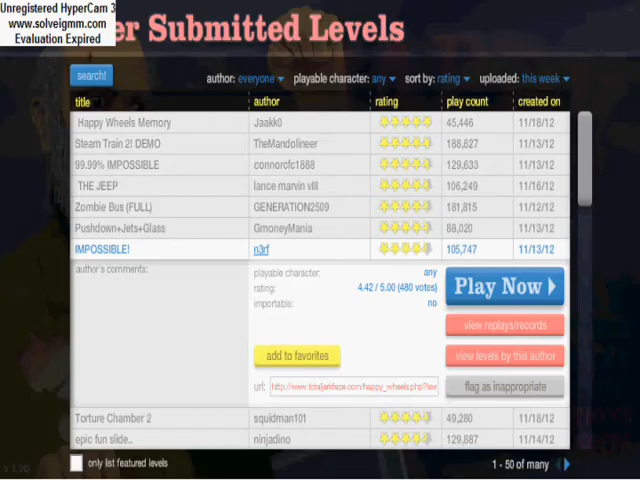 Unregistered HyperCam 3
www.solveigmm.com
Evaluation Expired
er Submitted Levels
search!
author: everyone playable character: any sort by: rating uploaded: this week
title author rating play count created on
Happy Wheels Memory Jaakk0 45,446 11/18/12
Steam Train 2! DEMO TheMandolineer 188,627 11/13/12
99.99% IMPOSSIBLE connorcfc1888 129,633 11/13/12
THE JEEP lance marvin vlll 106,249 11/16/12
Zombie Bus (FULL) GENERATION2509 181,815 11/12/12
Pushdown+Jets+Glass GmoneyMania 88,020 11/13/12
IMPOSSIBLE! n3rf 105,747 11/13/12
author's comments:
playable character: any
rating: 4.42 / 5.00 (480 votes)
importable: no
Play Now
view replays/records
add to favorites
view levels by this author
url: http://www.totaljerkface.com/happy_wheels.php?lev
flag as inappropriate
Torture Chamber 2 squidman101 49,280 11/18/12
epic fun slide.. ninjadino 129,887 11/14/12
only list featured levels
1 - 50 of many